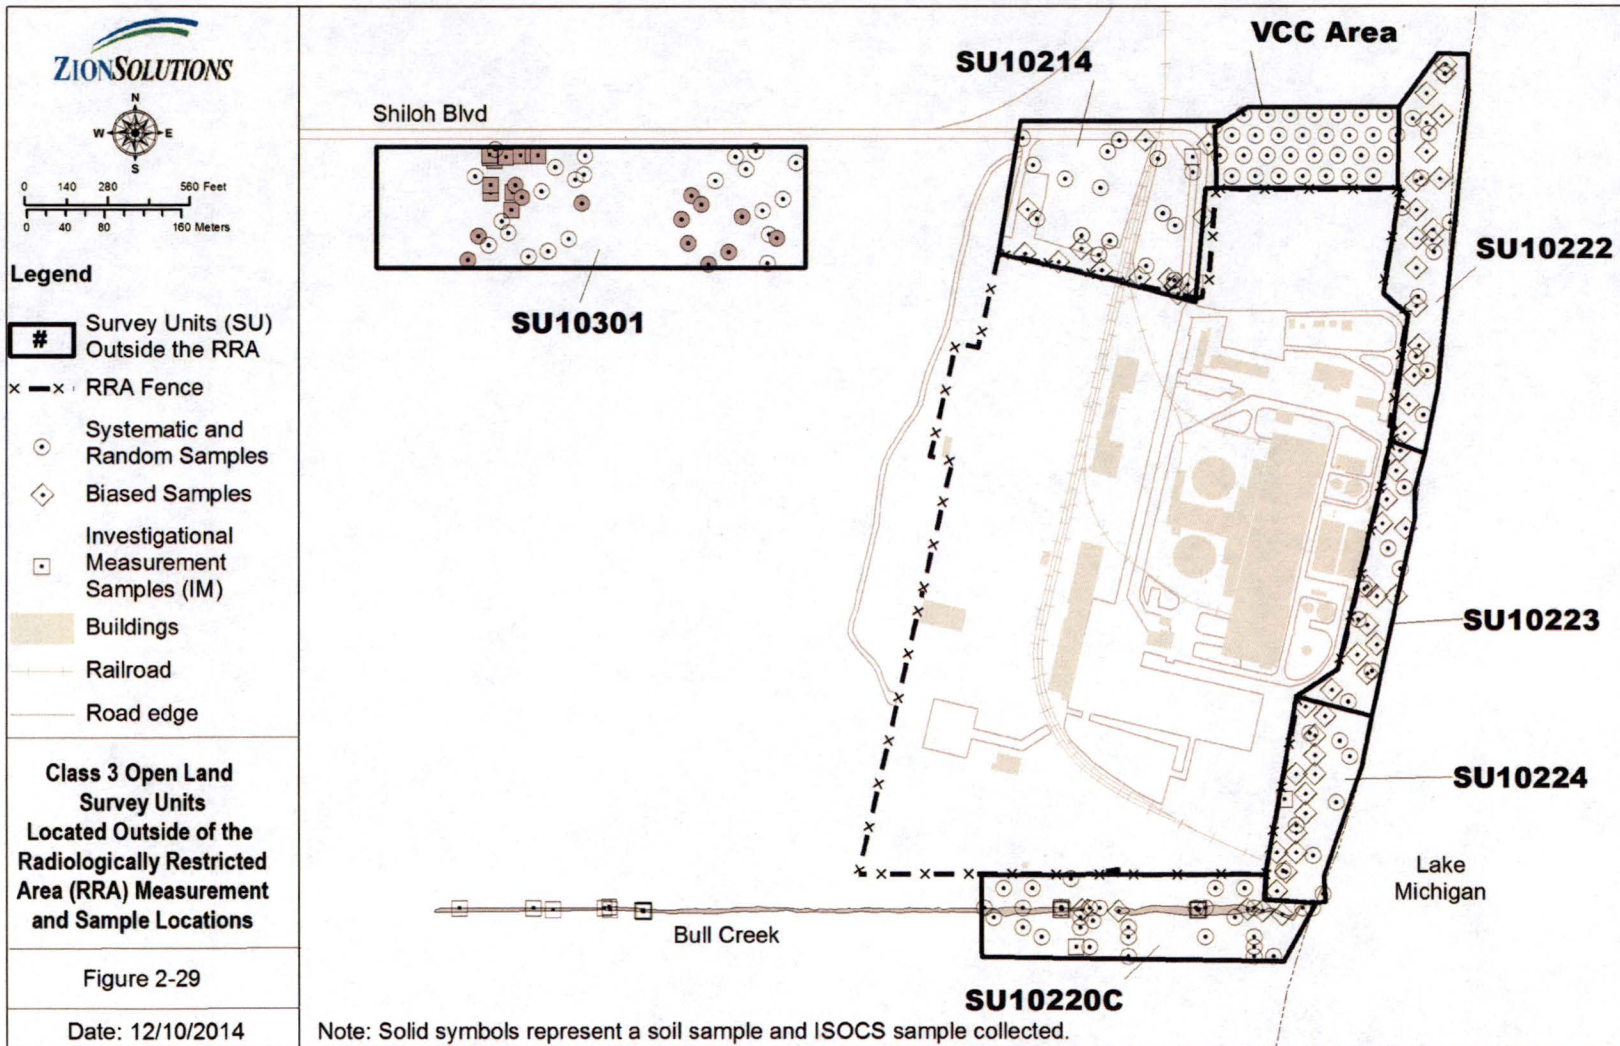 ZIONSOLUTIONS
N
W E
S
0 140 280 560 Feet
0 40 80 160 Meters
Legend
# Survey Units (SU)
Outside the RRA
RRA Fence
Systematic and
Random Samples
Biased Samples
Investigational
Measurement
Samples (IM)
Buildings
Railroad
Road edge
Class 3 Open Land
Survey Units
Located Outside of the
Radiologically Restricted
Area (RRA) Measurement
and Sample Locations
Figure 2-29
Date: 12/10/2014
VCC Area
SU10214
Shiloh Blvd
SU10222
SU10301
SU10223
SU10224
Lake
Michigan
Bull Creek
SU10220C
Note: Solid symbols represent a soil sample and ISOCS sample collected.